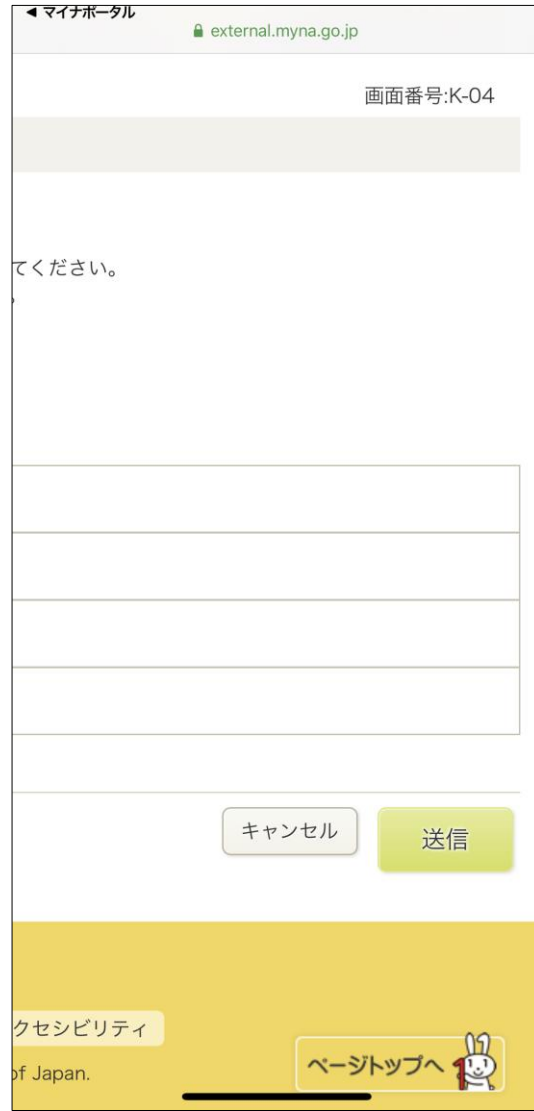 ◀ マイナポータル
external.myna.go.jp
画面番号:K-04
てください。
。
キャンセル
送信
クセシビリティ
of Japan.
ページトップへ
1